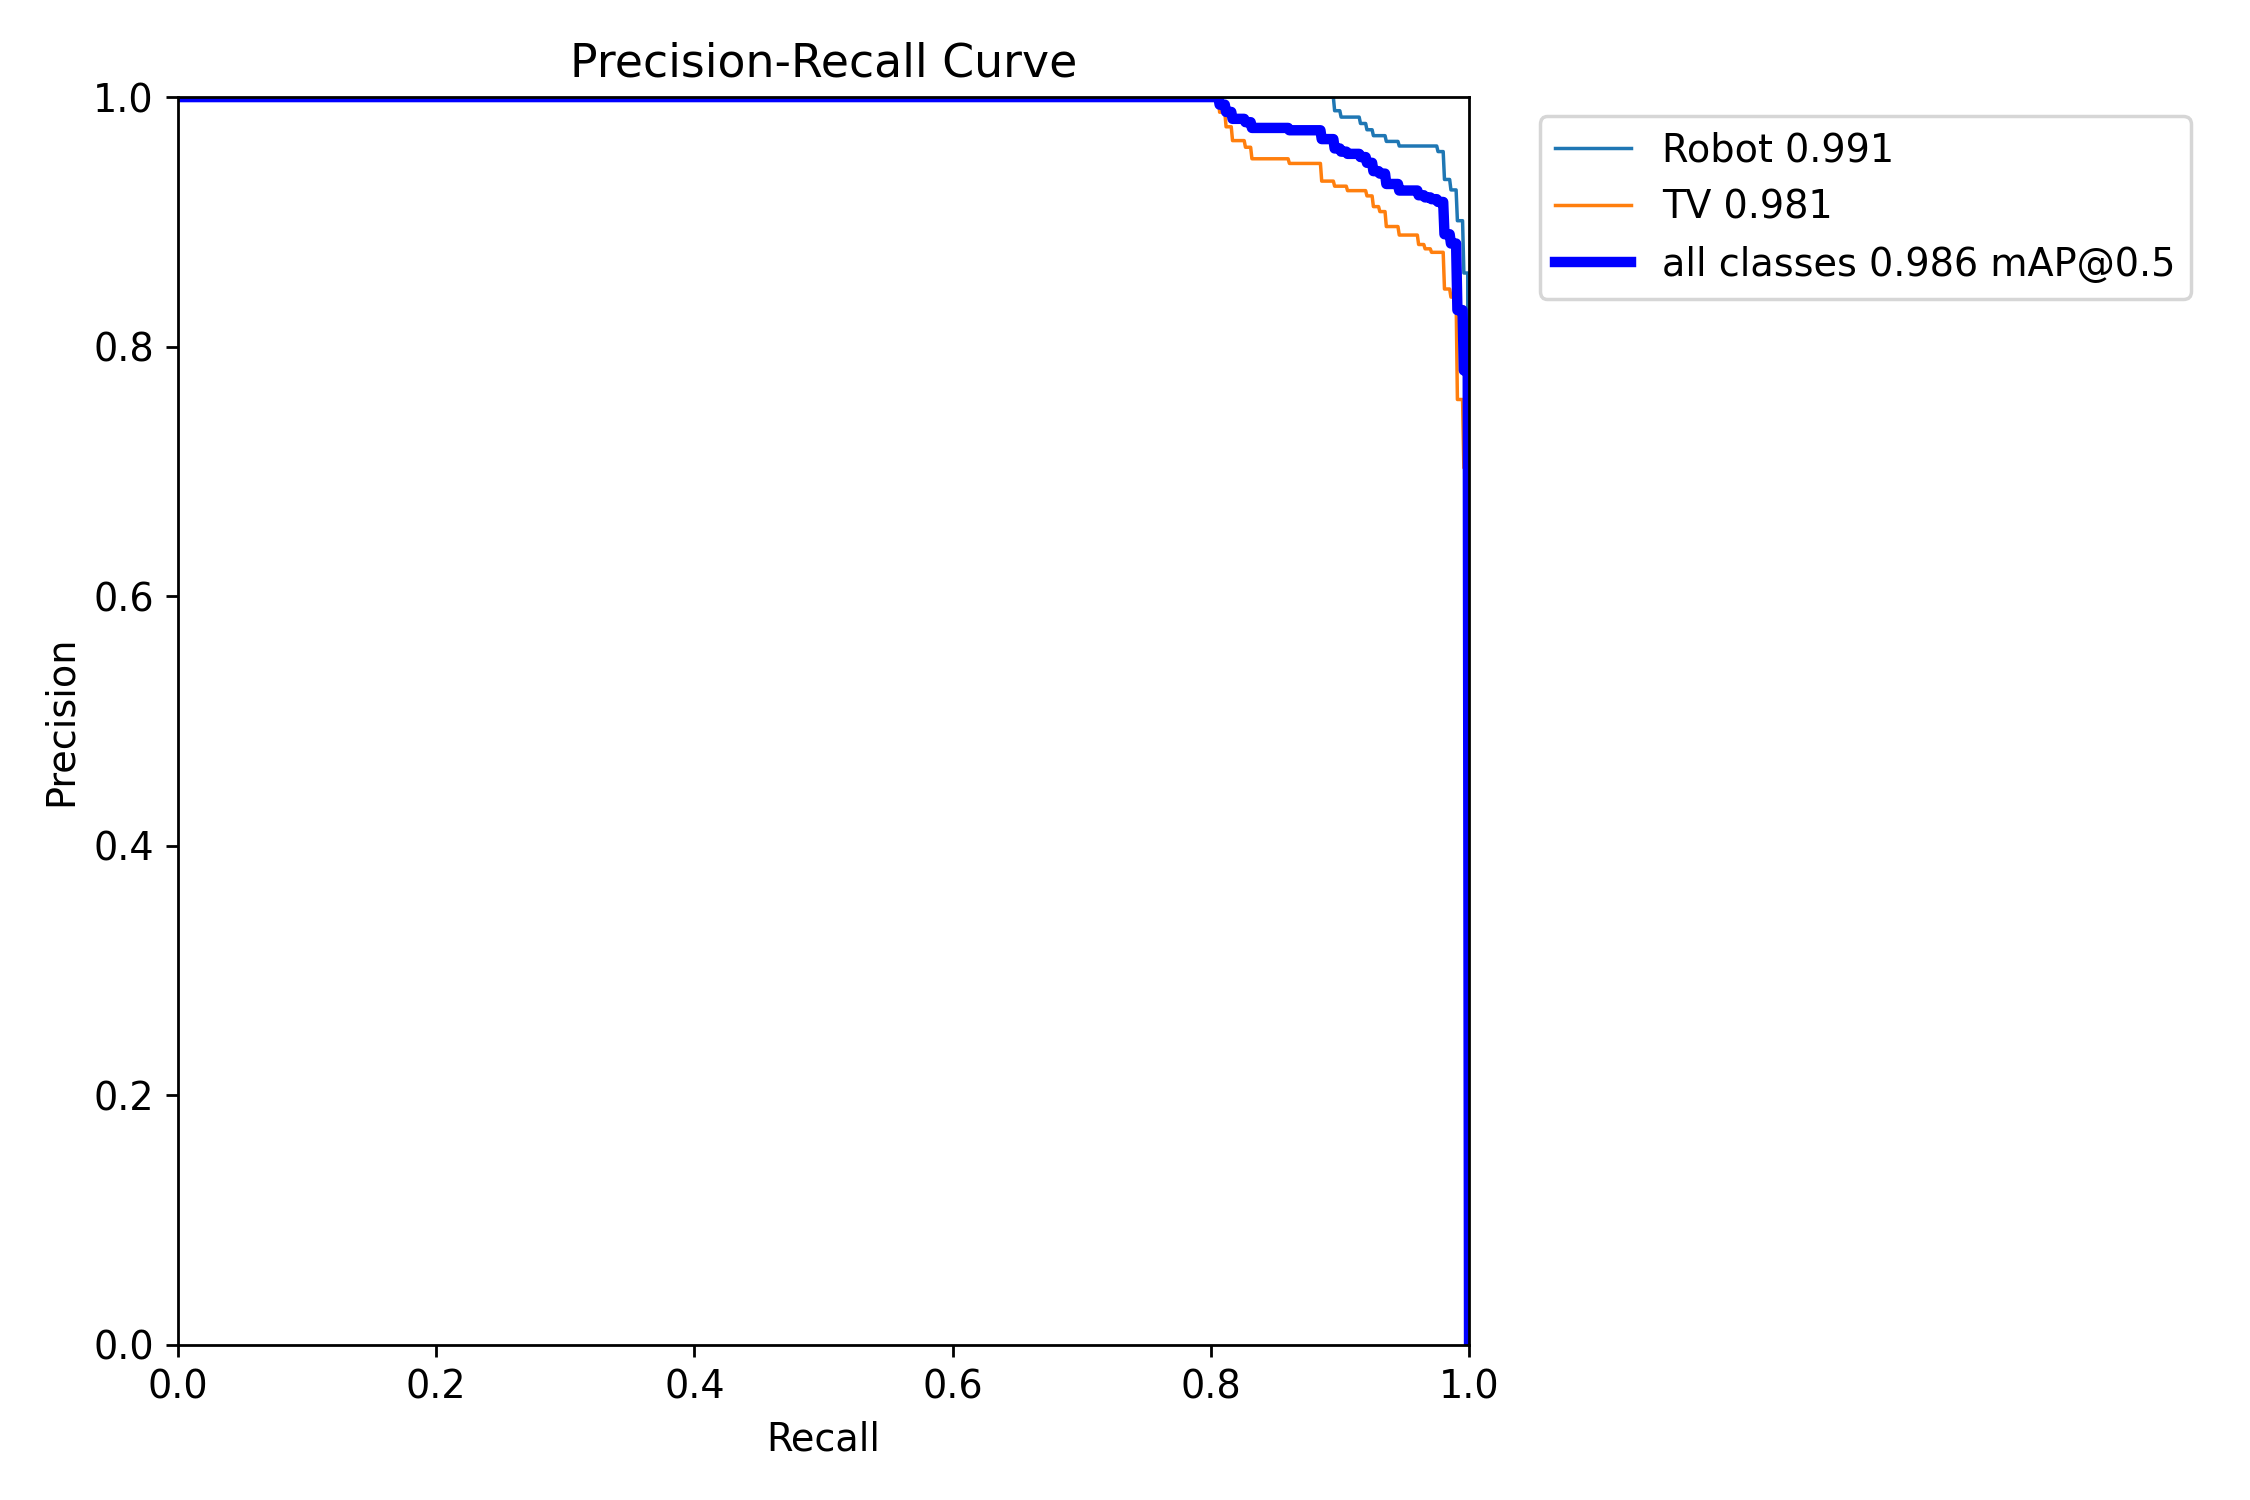 Precision-Recall Curve
1.0
0.8
0.6
0.4
0.2
0.0
Precision
0.0 0.2 0.4 0.6 0.8 1.0
Recall
Robot 0.991
TV 0.981
all classes 0.986 mAP@0.5